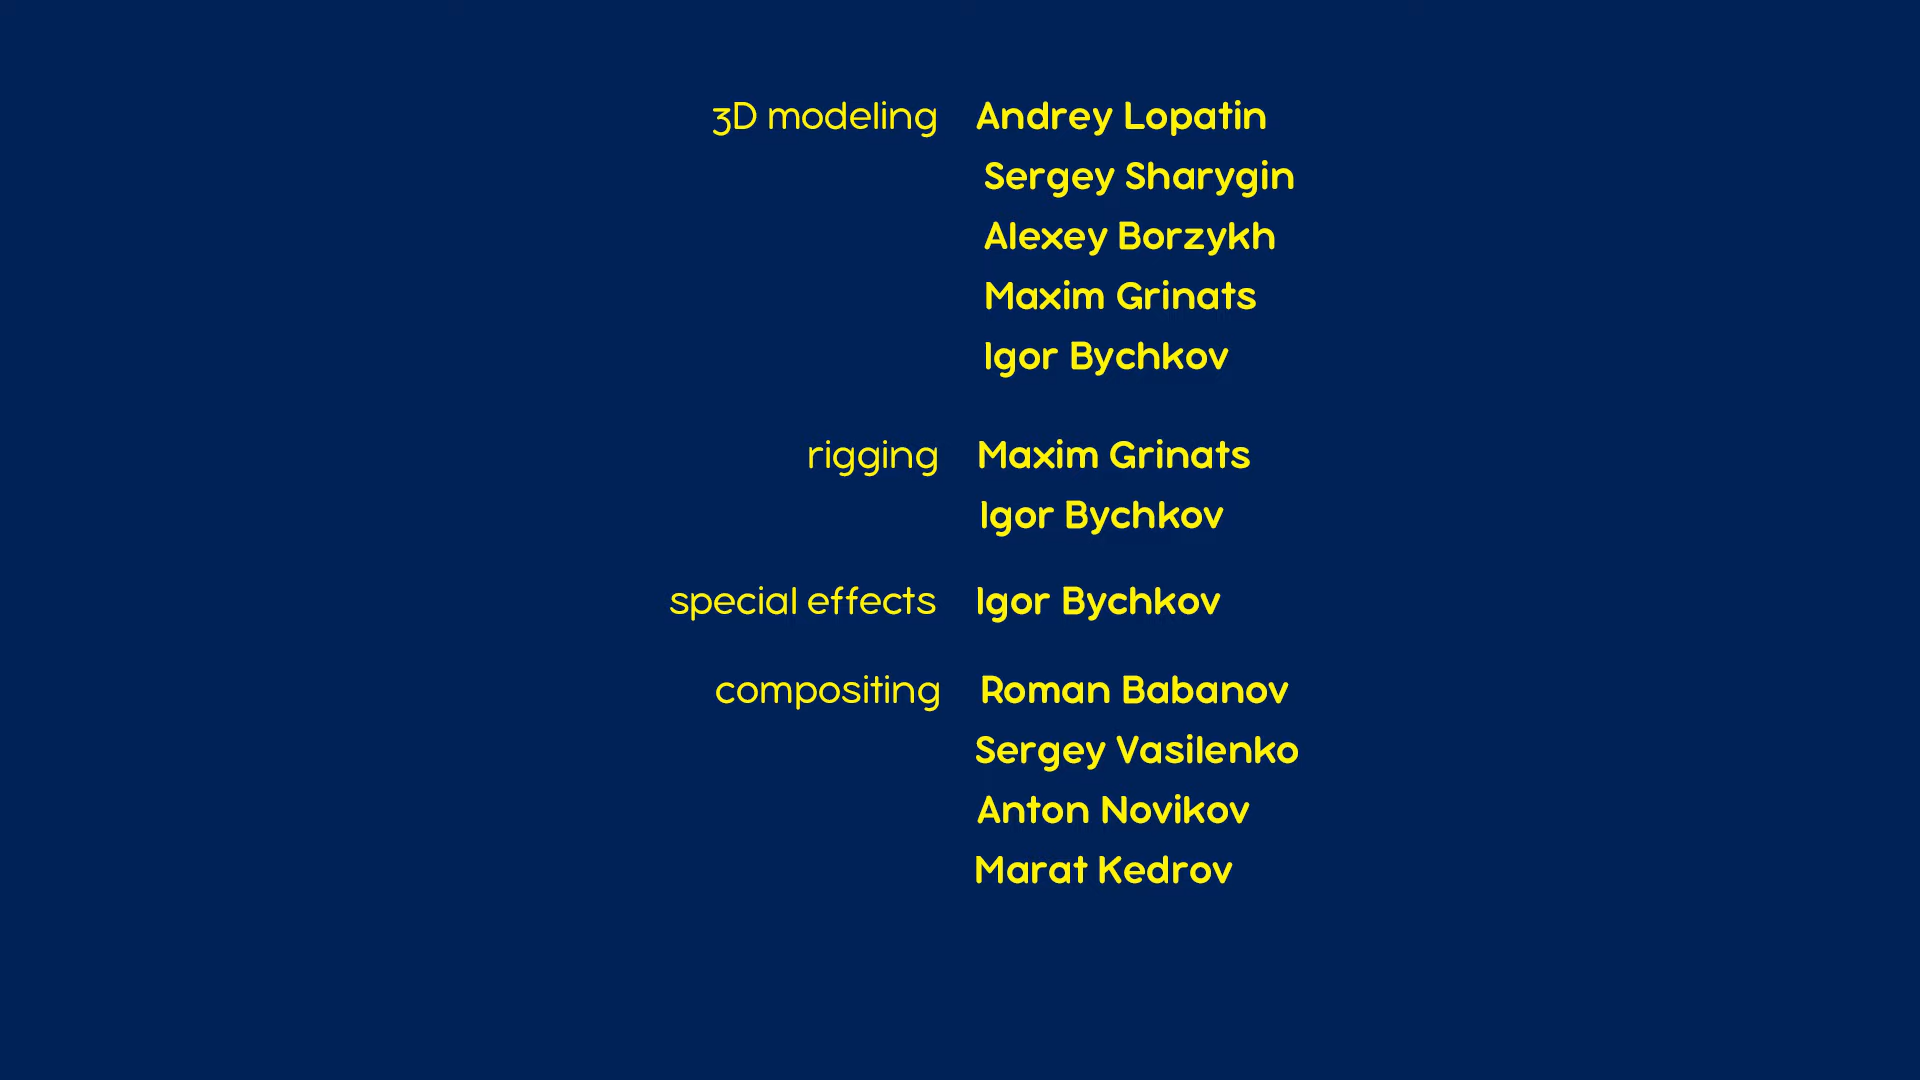 3D modeling Andrey Lopatin
Sergey Sharygin
Alexey Borzykh
Maxim Grinats
Igor Bychkov
rigging Maxim Grinats
Igor Bychkov
special effects Igor Bychkov
compositing Roman Babanov
Sergey Vasilenko
Anton Novikov
Marat Kedrov